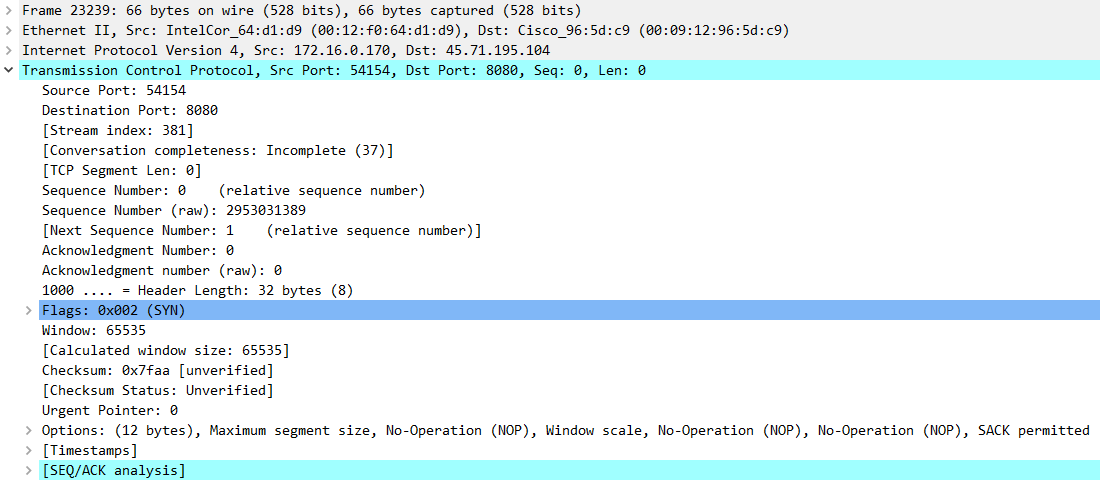 Frame 23239: 66 bytes on wire (528 bits), 66 bytes captured (528 bits)
Ethernet II, Src: IntelCor_64:d1:d9 (00:12:f0:64:d1:d9), Dst: Cisco_96:5d:c9 (00:09:12:96:5d:c9)
Internet Protocol Version 4, Src: 172.16.0.170, Dst: 45.71.195.104
Transmission Control Protocol, Src Port: 54154, Dst Port: 8080, Seq: 0, Len: 0
Source Port: 54154
Destination Port: 8080
[Stream index: 381]
[Conversation completeness: Incomplete (37)]
[TCP Segment Len: 0]
Sequence Number: 0    (relative sequence number)
Sequence Number (raw): 2953031389
[Next Sequence Number: 1    (relative sequence number)]
Acknowledgment Number: 0
Acknowledgment number (raw): 0
1000 .... = Header Length: 32 bytes (8)
Flags: 0x002 (SYN)
Window: 65535
[Calculated window size: 65535]
Checksum: 0x7faa [unverified]
[Checksum Status: Unverified]
Urgent Pointer: 0
Options: (12 bytes), Maximum segment size, No-Operation (NOP), Window scale, No-Operation (NOP), No-Operation (NOP), SACK permitted
[Timestamps]
[SEQ/ACK analysis]